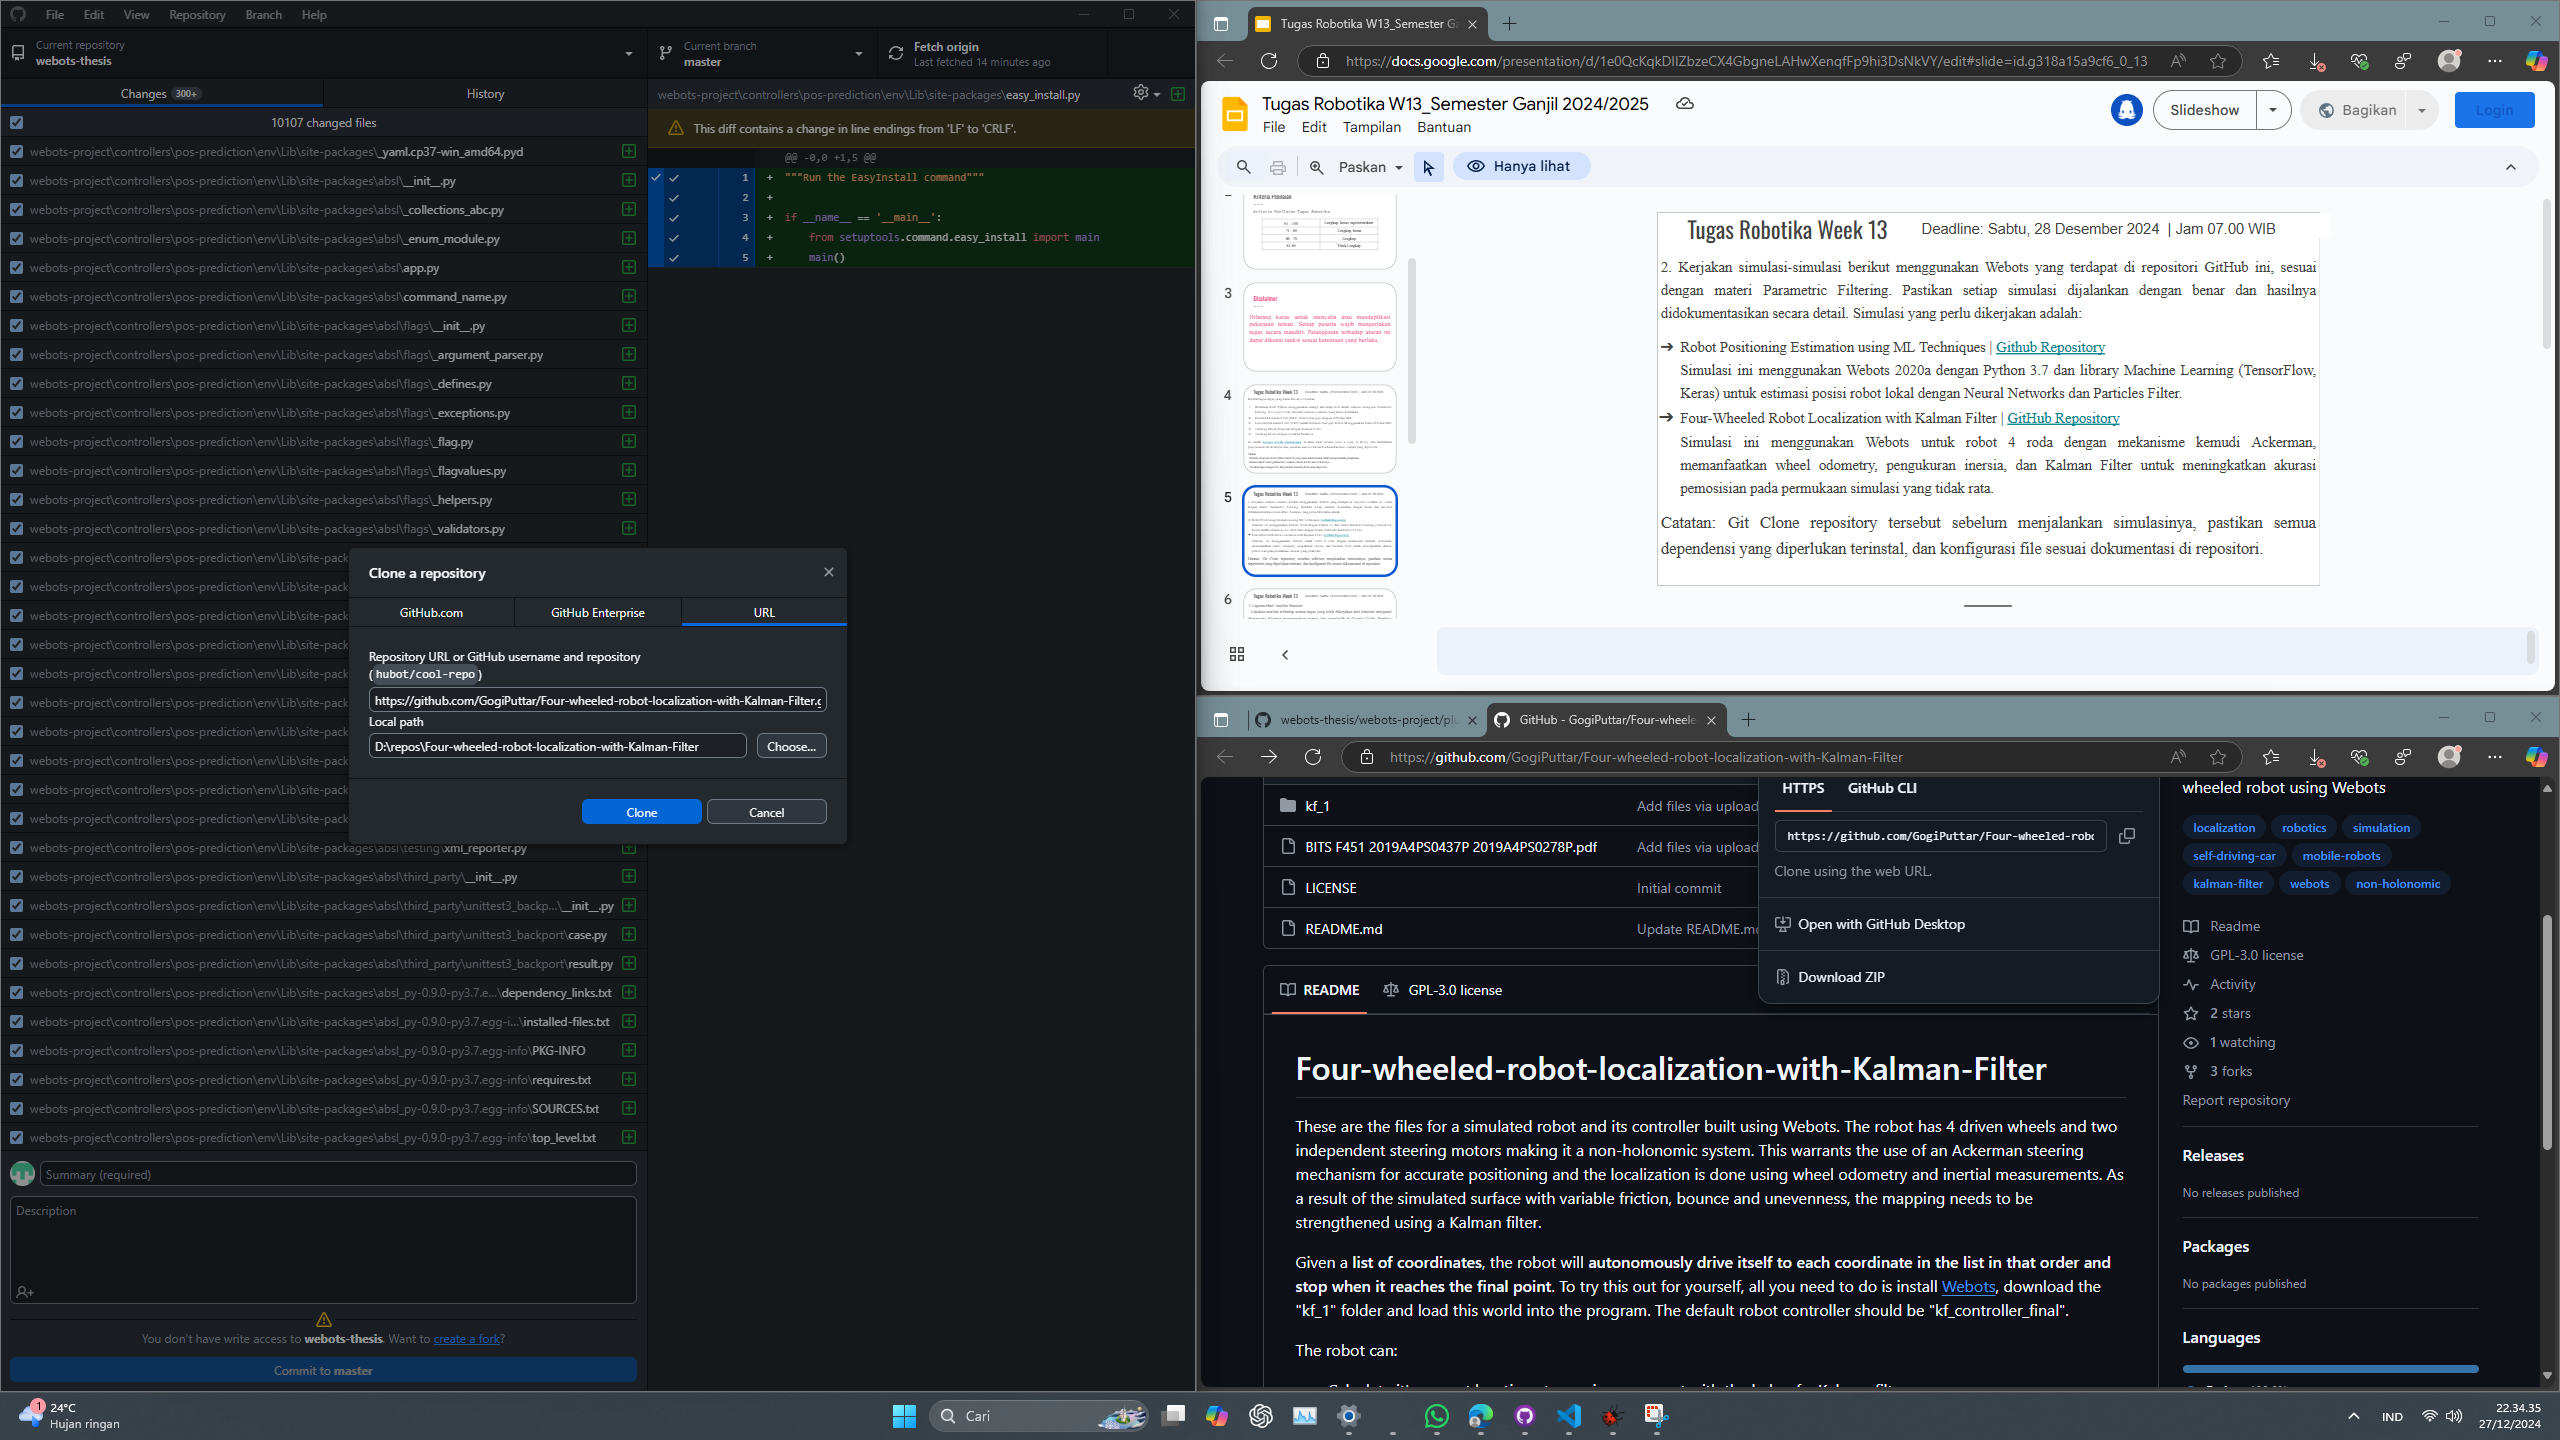 File Edit View Repository Branch Help
Current repository
webots-thesis
Current branch
master
Fetch origin
Last fetched 14 minutes ago
Changes 300+
History
10107 changed files
webots-project\controllers\pos-prediction\env\Lib\site-packages\_yaml.cp37-win_amd64.pyd
webots-project\controllers\pos-prediction\env\Lib\site-packages\absl\__init__.py
webots-project\controllers\pos-prediction\env\Lib\site-packages\absl\_collections_abc.py
webots-project\controllers\pos-prediction\env\Lib\site-packages\absl\_enum_module.py
webots-project\controllers\pos-prediction\env\Lib\site-packages\absl\app.py
webots-project\controllers\pos-prediction\env\Lib\site-packages\absl\command_name.py
webots-project\controllers\pos-prediction\env\Lib\site-packages\absl\flags\__init__.py
webots-project\controllers\pos-prediction\env\Lib\site-packages\absl\flags\_argument_parser.py
webots-project\controllers\pos-prediction\env\Lib\site-packages\absl\flags\_defines.py
webots-project\controllers\pos-prediction\env\Lib\site-packages\absl\flags\_exceptions.py
webots-project\controllers\pos-prediction\env\Lib\site-packages\absl\flags\_flag.py
webots-project\controllers\pos-prediction\env\Lib\site-packages\absl\flags\_flagvalues.py
webots-project\controllers\pos-prediction\env\Lib\site-packages\absl\flags\_helpers.py
webots-project\controllers\pos-prediction\env\Lib\site-packages\absl\flags\_validators.py
webots-project\controllers\pos-prediction\env\Lib\site-pack
webots-project\controllers\pos-prediction\env\Lib\site-pack
webots-project\controllers\pos-prediction\env\Lib\site-pack
webots-project\controllers\pos-prediction\env\Lib\site-pack
webots-project\controllers\pos-prediction\env\Lib\site-pack
webots-project\controllers\pos-prediction\env\Lib\site-pack
webots-project\controllers\pos-prediction\env\Lib\site-pack
webots-project\controllers\pos-prediction\env\Lib\site-pack
webots-project\controllers\pos-prediction\env\Lib\site-pack
webots-project\controllers\pos-prediction\env\Lib\site-pack
webots-project\controllers\pos-prediction\env\Lib\site-packages\absl\testing\xml_reporter.py
webots-project\controllers\pos-prediction\env\Lib\site-packages\absl\third_party\__init__.py
webots-project\controllers\pos-prediction\env\Lib\site-packages\absl\third_party\unittest3_backp...\__init__.py
webots-project\controllers\pos-prediction\env\Lib\site-packages\absl\third_party\unittest3_backport\case.py
webots-project\controllers\pos-prediction\env\Lib\site-packages\absl\third_party\unittest3_backport\result.py
webots-project\controllers\pos-prediction\env\Lib\site-packages\absl_py-0.9.0-py3.7.e...\dependency_links.txt
webots-project\controllers\pos-prediction\env\Lib\site-packages\absl_py-0.9.0-py3.7.egg-i...\installed-files.txt
webots-project\controllers\pos-prediction\env\Lib\site-packages\absl_py-0.9.0-py3.7.egg-info\PKG-INFO
webots-project\controllers\pos-prediction\env\Lib\site-packages\absl_py-0.9.0-py3.7.egg-info\requires.txt
webots-project\controllers\pos-prediction\env\Lib\site-packages\absl_py-0.9.0-py3.7.egg-info\SOURCES.txt
webots-project\controllers\pos-prediction\env\Lib\site-packages\absl_py-0.9.0-py3.7.egg-info\top_level.txt
Summary (required)
Description
You don't have write access to webots-thesis. Want to create a fork?
Commit to master
webots-project\controllers\pos-prediction\env\Lib\site-packages\easy_install.py
This diff contains a change in line endings from 'LF' to 'CRLF'.
@@ -0,0 +1,5 @@
1 + """Run the EasyInstall command"""
2 +
3 + if __name__ == '__main__':
4 + from setuptools.command.easy_install import main
5 + main()
Clone a repository
GitHub.com
GitHub Enterprise
URL
Repository URL or GitHub username and repository
(hubot/cool-repo)
https://github.com/GogiPuttar/Four-wheeled-robot-localization-with-Kalman-Filter.g
Local path
D:\repos\Four-wheeled-robot-localization-with-Kalman-Filter
Choose...
Clone
Cancel
Tugas Robotika W13_Semester Ga
https://docs.google.com/presentation/d/1e0QcKqkDIIZbzeCX4GbgneLAHwXenqfFp9hi3DsNkVY/edit#slide=id.g318a15a9cf6_0_13
Tugas Robotika W13_Semester Ganjil 2024/2025
File Edit Tampilan Bantuan
Slideshow
Bagikan
Login
Paskan
Hanya lihat
3
Disclaimer
Dilarang keras untuk menyalin atau menduplikasi
pekerjaan teman. Setiap peserta wajib mengerjakan
tugas secara mandiri. Pelanggaran terhadap aturan ini
dapat dikenai sanksi sesuai ketentuan yang berlaku.
4
Tugas Robotika Week 13
5
Tugas Robotika Week 13
6
Tugas Robotika Week 13
Tugas Robotika Week 13
Deadline: Sabtu, 28 Desember 2024 | Jam 07.00 WIB
2. Kerjakan simulasi-simulasi berikut menggunakan Webots yang terdapat di repositori GitHub ini, sesuai
dengan materi Parametric Filtering. Pastikan setiap simulasi dijalankan dengan benar dan hasilnya
didokumentasikan secara detail. Simulasi yang perlu dikerjakan adalah:
➔ Robot Positioning Estimation using ML Techniques | Github Repository
Simulasi ini menggunakan Webots 2020a dengan Python 3.7 dan library Machine Learning (TensorFlow,
Keras) untuk estimasi posisi robot lokal dengan Neural Networks dan Particles Filter.
➔ Four-Wheeled Robot Localization with Kalman Filter | GitHub Repository
Simulasi ini menggunakan Webots untuk robot 4 roda dengan mekanisme kemudi Ackerman,
memanfaatkan wheel odometry, pengukuran inersia, dan Kalman Filter untuk meningkatkan akurasi
pemosisian pada permukaan simulasi yang tidak rata.
Catatan: Git Clone repository tersebut sebelum menjalankan simulasinya, pastikan semua
dependensi yang diperlukan terinstal, dan konfigurasi file sesuai dokumentasi di repositori.
webots-thesis/webots-project/plu
GitHub - GogiPuttar/Four-wheele
https://github.com/GogiPuttar/Four-wheeled-robot-localization-with-Kalman-Filter
kf_1
Add files via upload
BITS F451 2019A4PS0437P 2019A4PS0278P.pdf
Add files via upload
LICENSE
Initial commit
README.md
Update README.md
HTTPS
GitHub CLI
https://github.com/GogiPuttar/Four-wheeled-robo
Clone using the web URL.
Open with GitHub Desktop
Download ZIP
README
GPL-3.0 license
Four-wheeled-robot-localization-with-Kalman-Filter
These are the files for a simulated robot and its controller built using Webots. The robot has 4 driven wheels and two
independent steering motors making it a non-holonomic system. This warrants the use of an Ackerman steering
mechanism for accurate positioning and the localization is done using wheel odometry and inertial measurements. As
a result of the simulated surface with variable friction, bounce and unevenness, the mapping needs to be
strengthened using a Kalman filter.
Given a list of coordinates, the robot will autonomously drive itself to each coordinate in the list in that order and
stop when it reaches the final point. To try this out for yourself, all you need to do is install Webots, download the
"kf_1" folder and load this world into the program. The default robot controller should be "kf_controller_final".
The robot can:
wheeled robot using Webots
localization robotics simulation
self-driving-car mobile-robots
kalman-filter webots non-holonomic
Readme
GPL-3.0 license
Activity
2 stars
1 watching
3 forks
Report repository
Releases
No releases published
Packages
No packages published
Languages
1
24°C
Hujan ringan
Cari
IND
22.34.35
27/12/2024